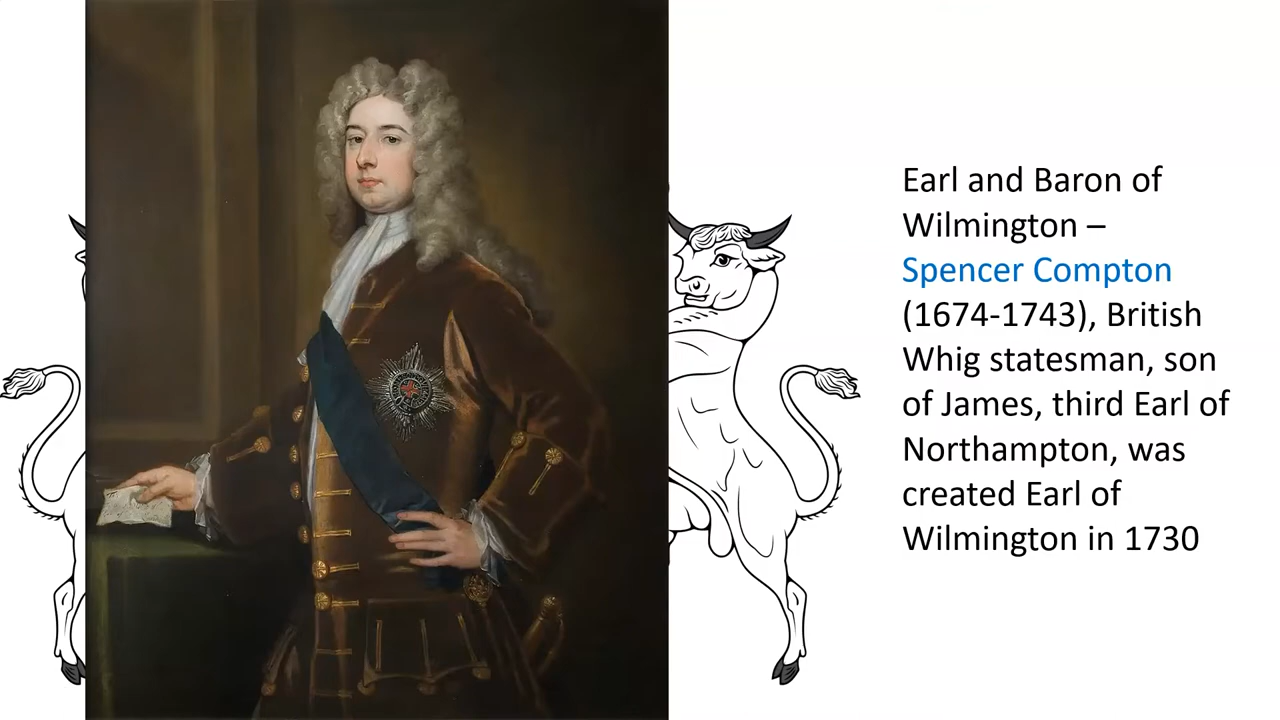 Earl and Baron of
Wilmington –
Spencer Compton
(1674-1743), British
Whig statesman, son
of James, third Earl of
Northampton, was
created Earl of
Wilmington in 1730